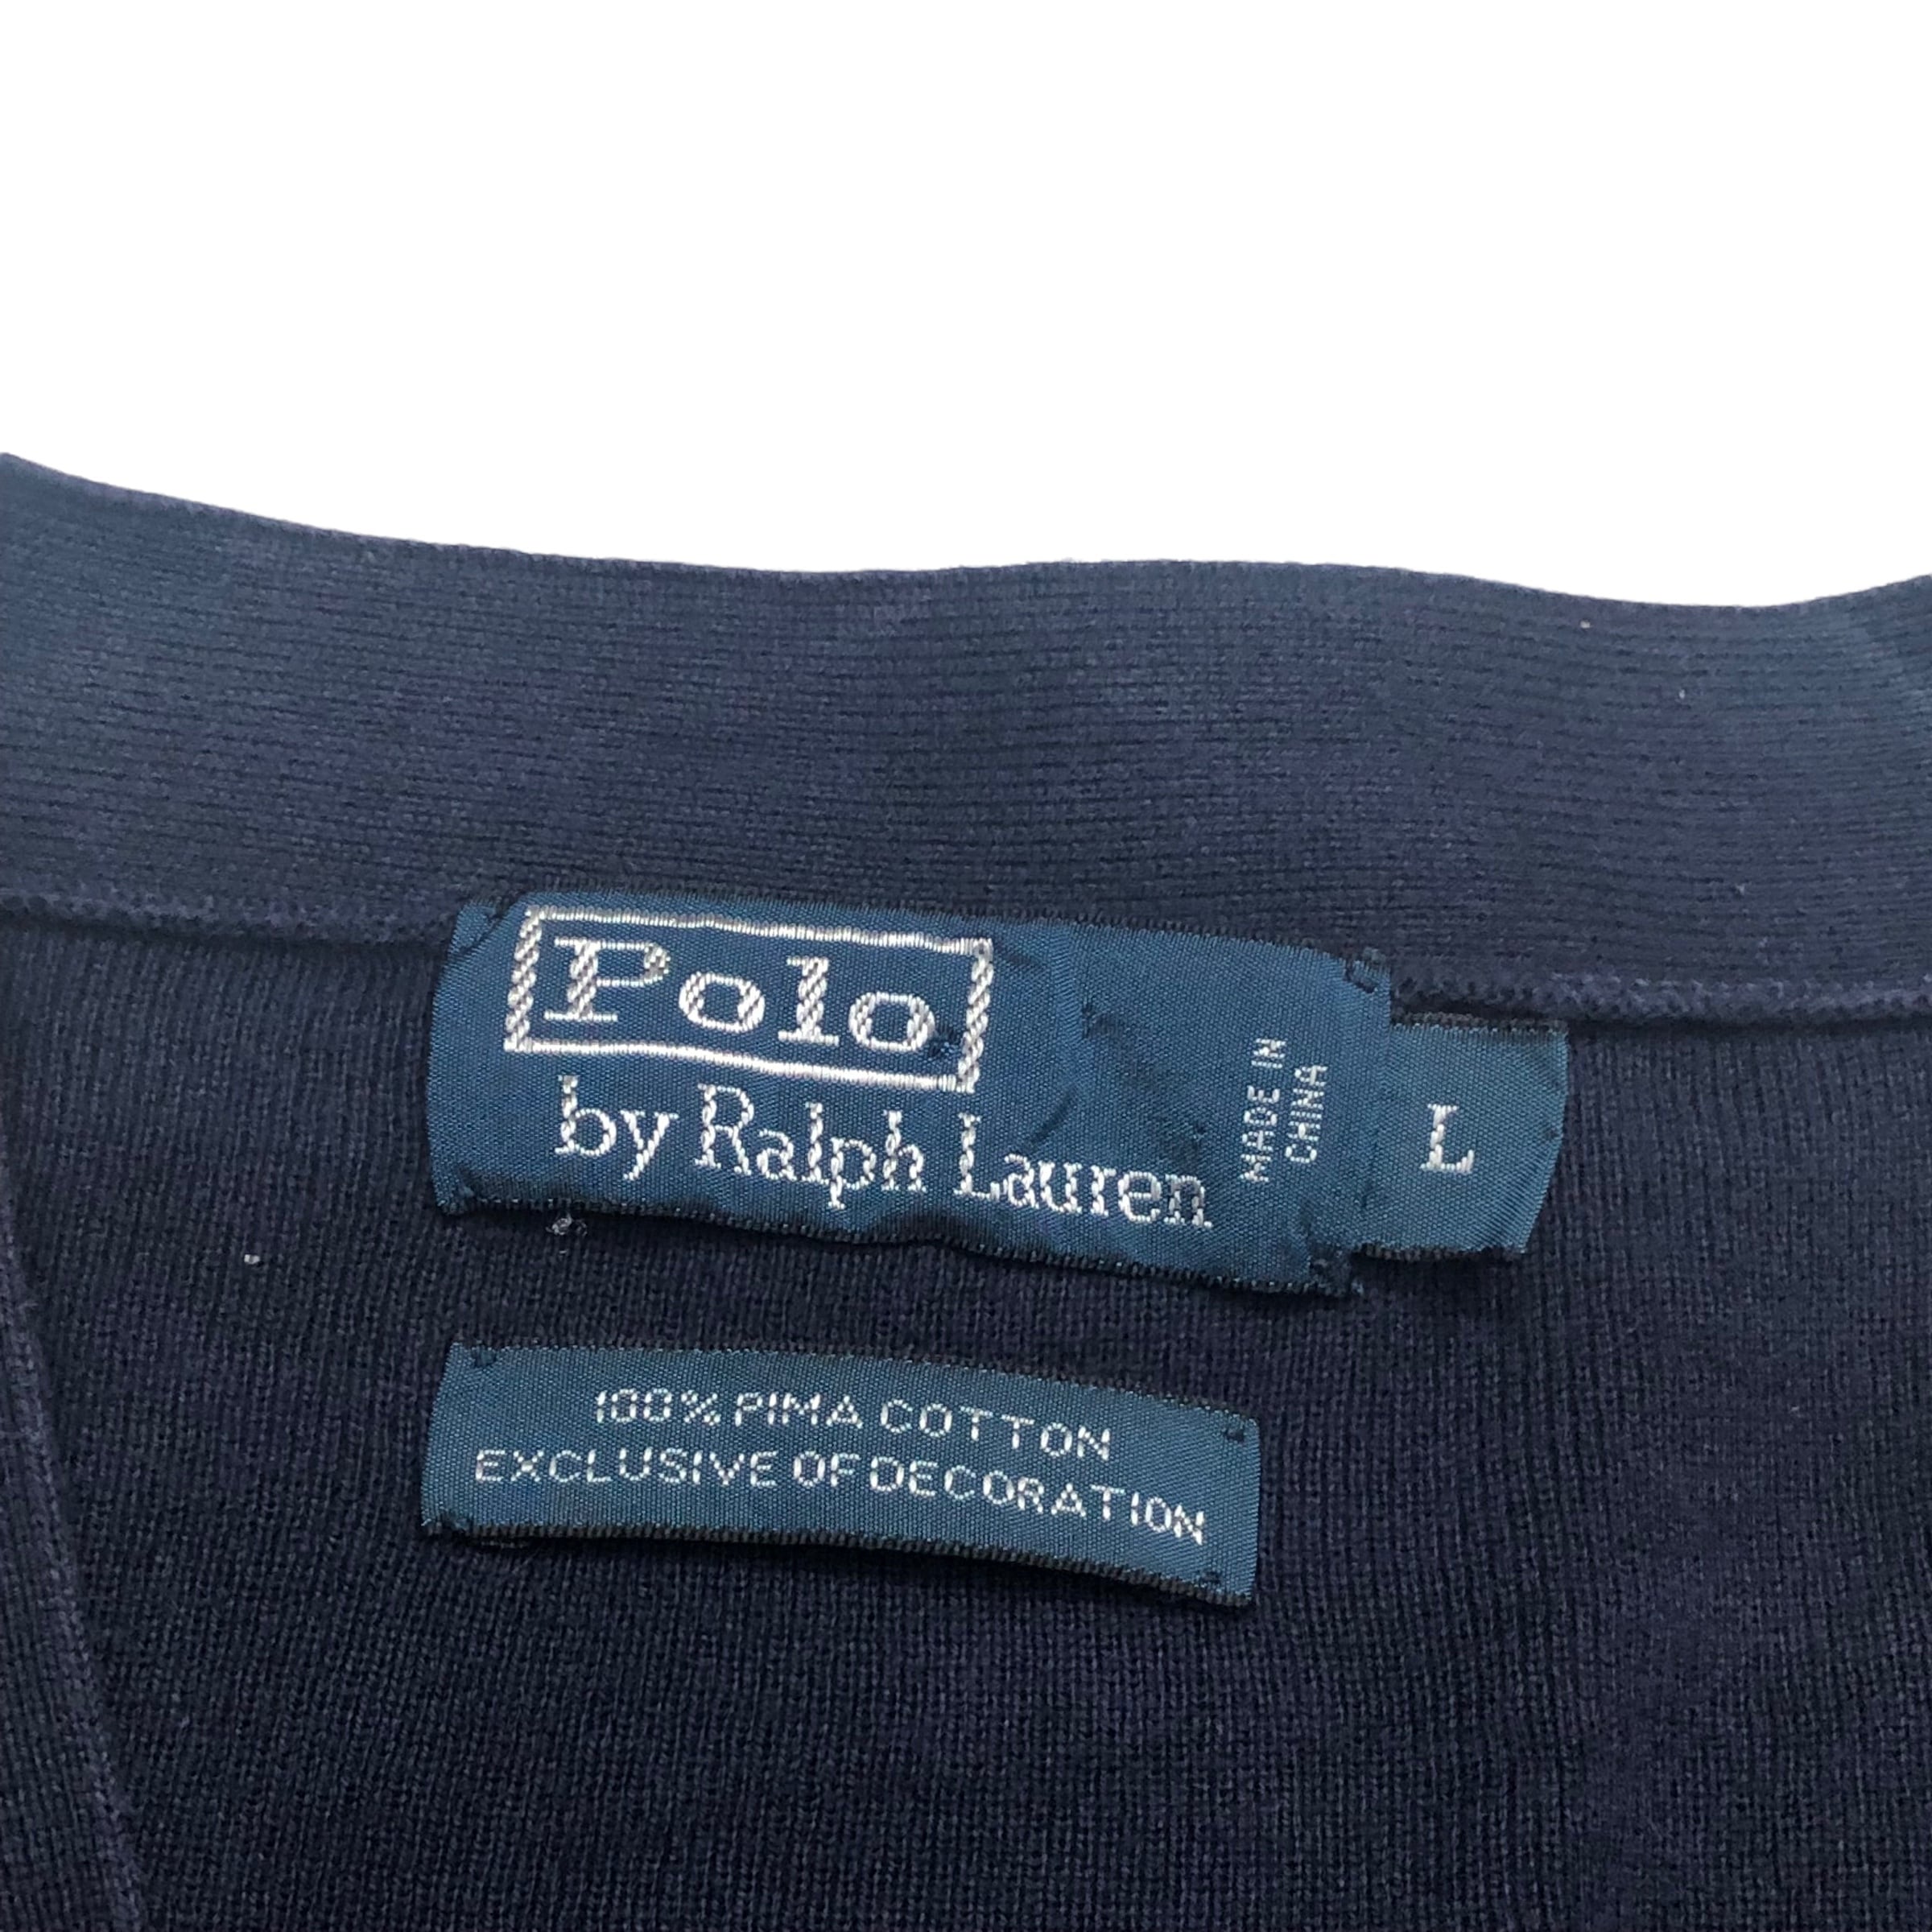 Polo
by Ralph Lauren
MADE IN
CHINA
L
100% PIMA COTTON
EXCLUSIVE OF DECORATION